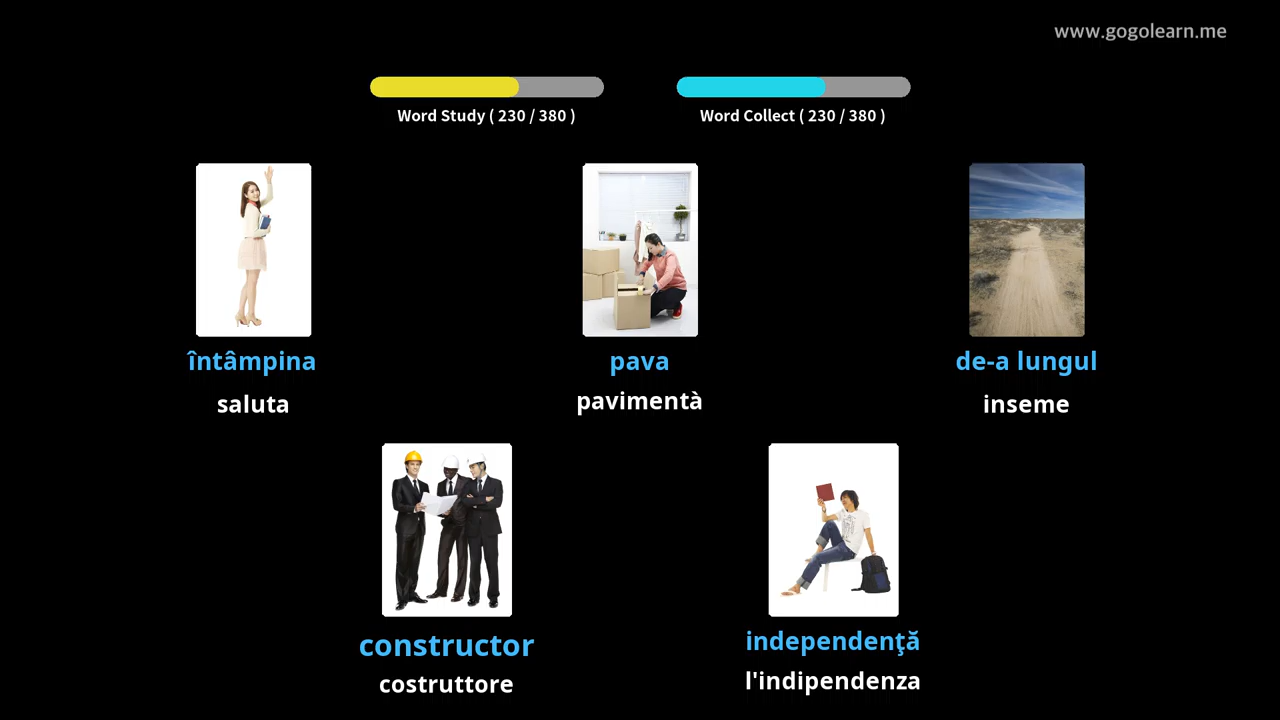 www.gogolearn.me
Word Study ( 230 / 380 )
Word Collect ( 230 / 380 )
întâmpina
pava
de-a lungul
saluta
pavimentà
inseme
constructor
independenţă
costruttore
l'indipendenza